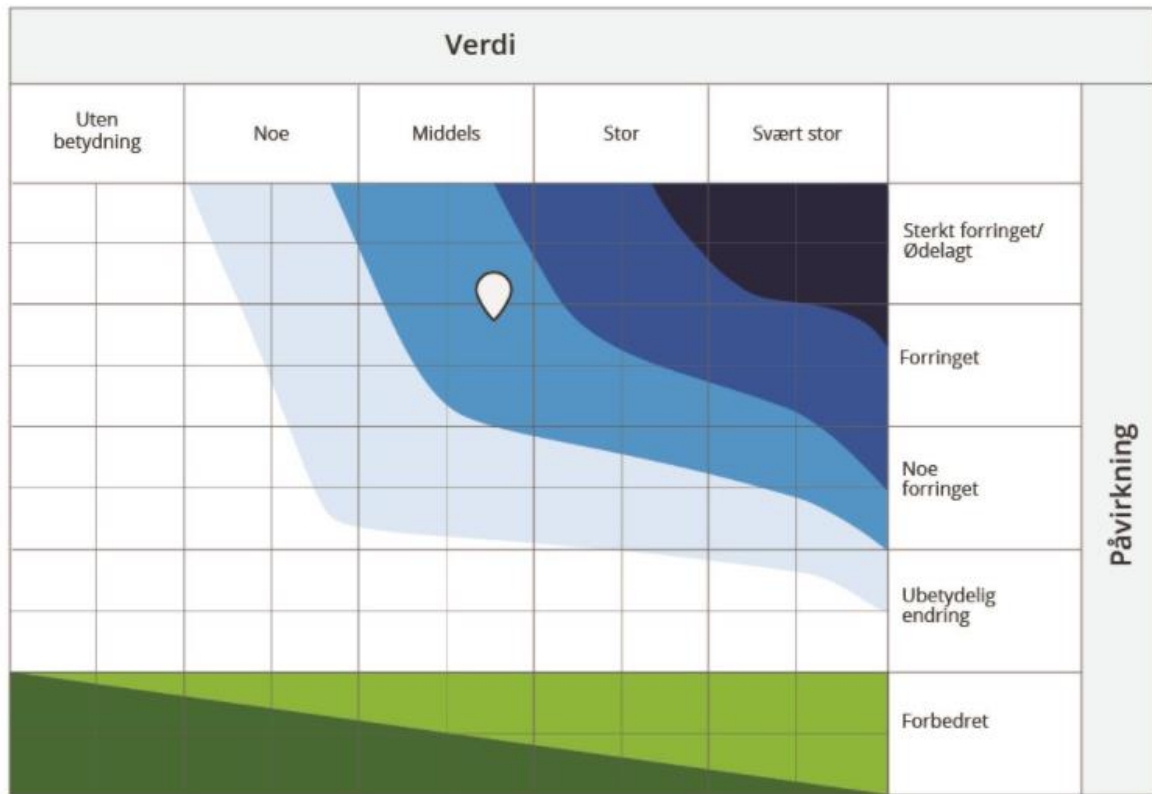 Verdi
Uten
betydning
Noe
Middels
Stor
Svært stor
Sterkt forringet/
Ødelagt
Forringet
Noe
forringet
Ubetydelig
endring
Forbedret
Påvirkning